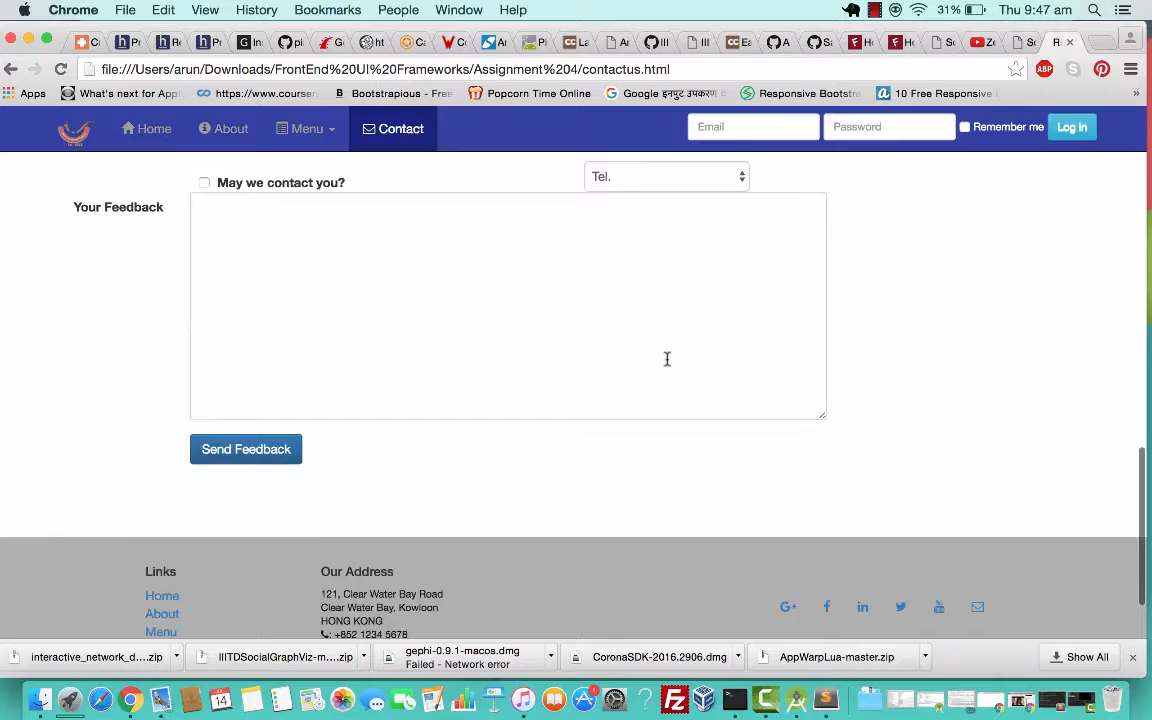 Chrome File Edit View History Bookmarks People Window Help 31% Thu 9:47 am
file:///Users/arun/Downloads/FrontEnd%20UI%20Frameworks/Assignment%204/contactus.html
Apps What's next for App https://www.course Bootstrapious - Free Popcorn Time Online Google इनपुट उपकरण Responsive Bootstra 10 Free Responsive
Home About Menu Contact Email Password Remember me Log in
May we contact you? Tel.
Your Feedback
Send Feedback
Links Our Address
Home 121, Clear Water Bay Road
About Clear Water Bay, Kowloon
HONG KONG
Menu : +852 1234 5678
interactive_network_d....zip IIITDSocialGraphViz-m....zip gephi-0.9.1-macos.dmg CoronaSDK-2016.2906.dmg AppWarpLua-master.zip Show All
Failed - Network error